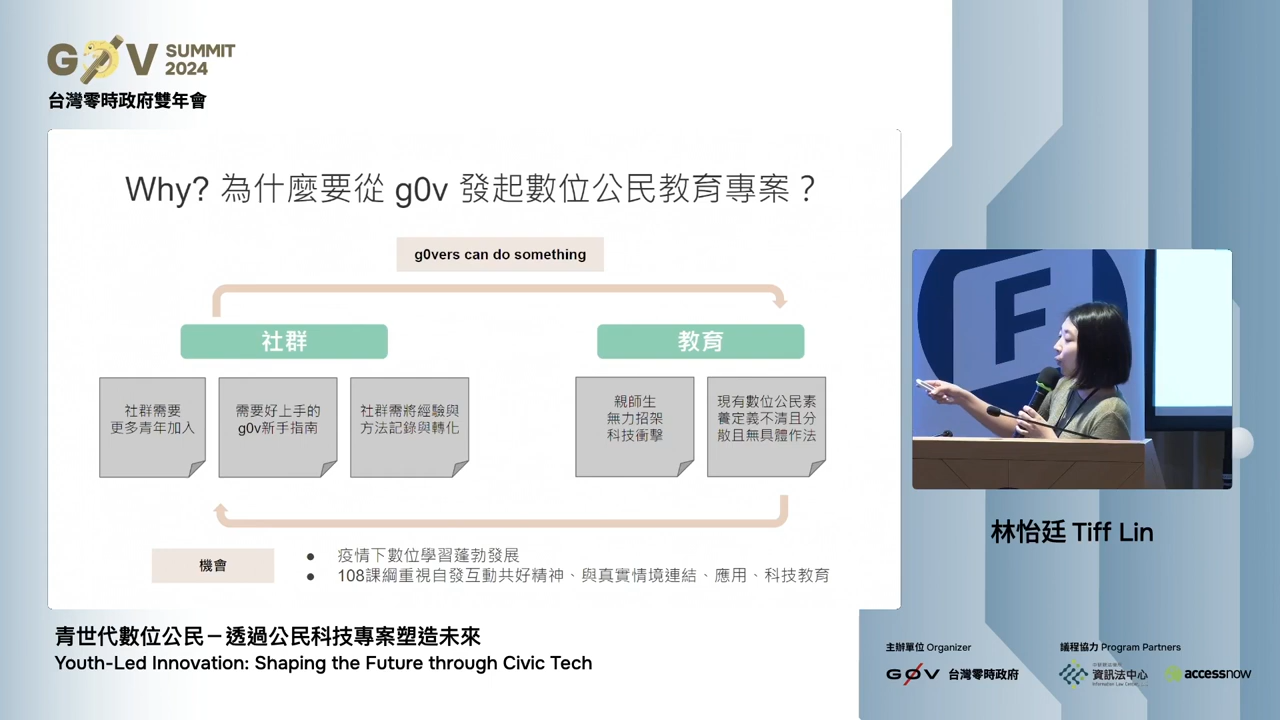 G0V SUMMIT 2024
台灣零時政府雙年會
Why? 為什麼要從 g0v 發起數位公民教育專案？
g0vers can do something
社群
教育
社群需要
更多青年加入
需要好上手的
g0v新手指南
社群需將經驗與
方法記錄與轉化
親師生
無力招架
科技衝擊
現有數位公民素
養定義不清且分
散且無具體作法
機會
● 疫情下數位學習蓬勃發展
● 108課綱重視自發互動共好精神、與真實情境連結、應用、科技教育
F
林怡廷 Tiff Lin
青世代數位公民－透過公民科技專案塑造未來
Youth-Led Innovation: Shaping the Future through Civic Tech
主辦單位 Organizer
議程協力 Program Partners
G0V 台灣零時政府
資訊法中心
Information Law Center
accessnow